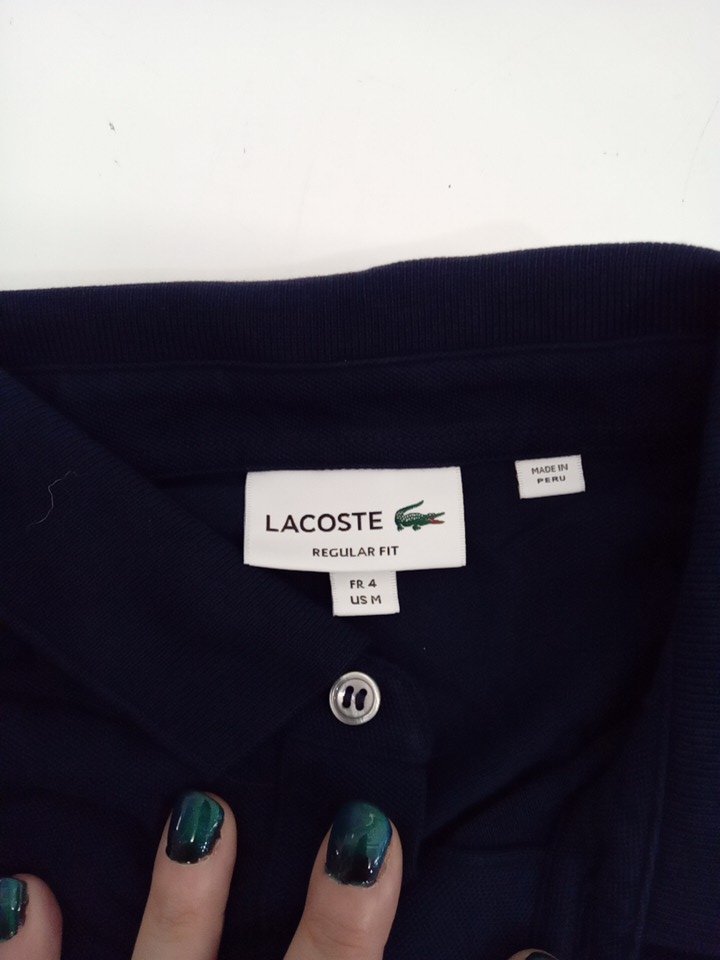 LACOSTE
REGULAR FIT
FR 4
US M
MADE IN
PERU